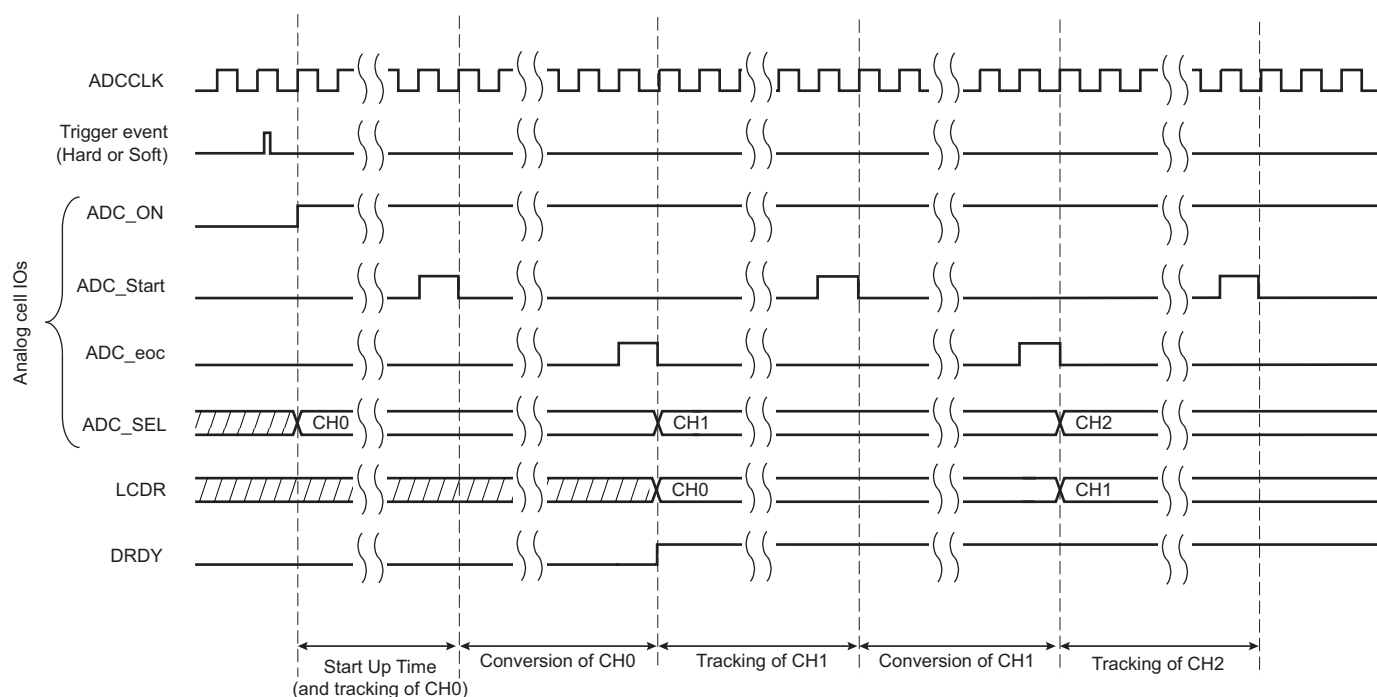 ADCCLK
Trigger event
(Hard or Soft)
Analog cell IOs
ADC_ON
ADC_Start
ADC_eoc
ADC_SEL
CH0
CH1
CH2
LCDR
CH0
CH1
DRDY
Start Up Time
(and tracking of CH0)
Conversion of CH0
Tracking of CH1
Conversion of CH1
Tracking of CH2